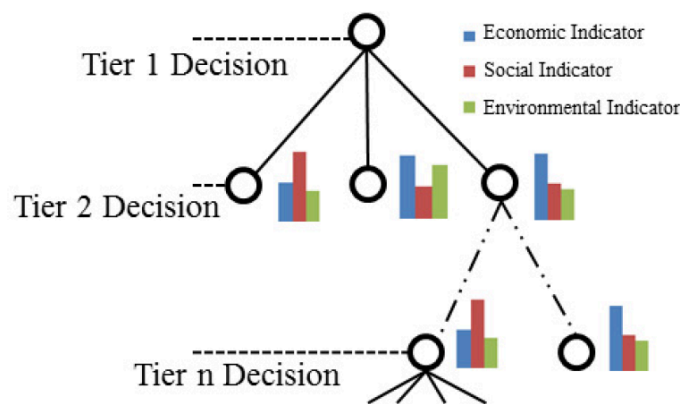 Economic Indicator
Tier 1 Decision
Social Indicator
Environmental Indicator
Tier 2 Decision
Tier n Decision